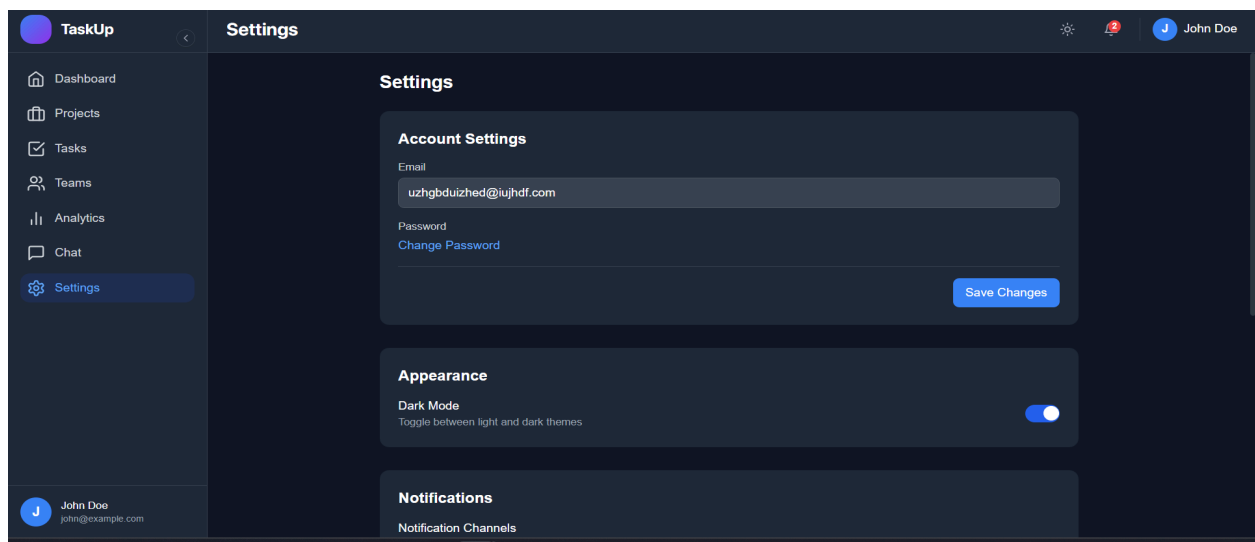 TaskUp
Settings
2
J
John Doe
Dashboard
Projects
Tasks
Teams
Analytics
Chat
Settings
J
John Doe
john@example.com
Settings
Account Settings
Email
uzhgbduizhed@iujhdf.com
Password
Change Password
Save Changes
Appearance
Dark Mode
Toggle between light and dark themes
Notifications
Notification Channels